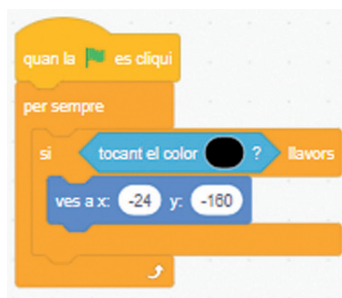 quan la es cliqui
per sempre
si tocant el color ? llavors
ves a x: -24 y: -160